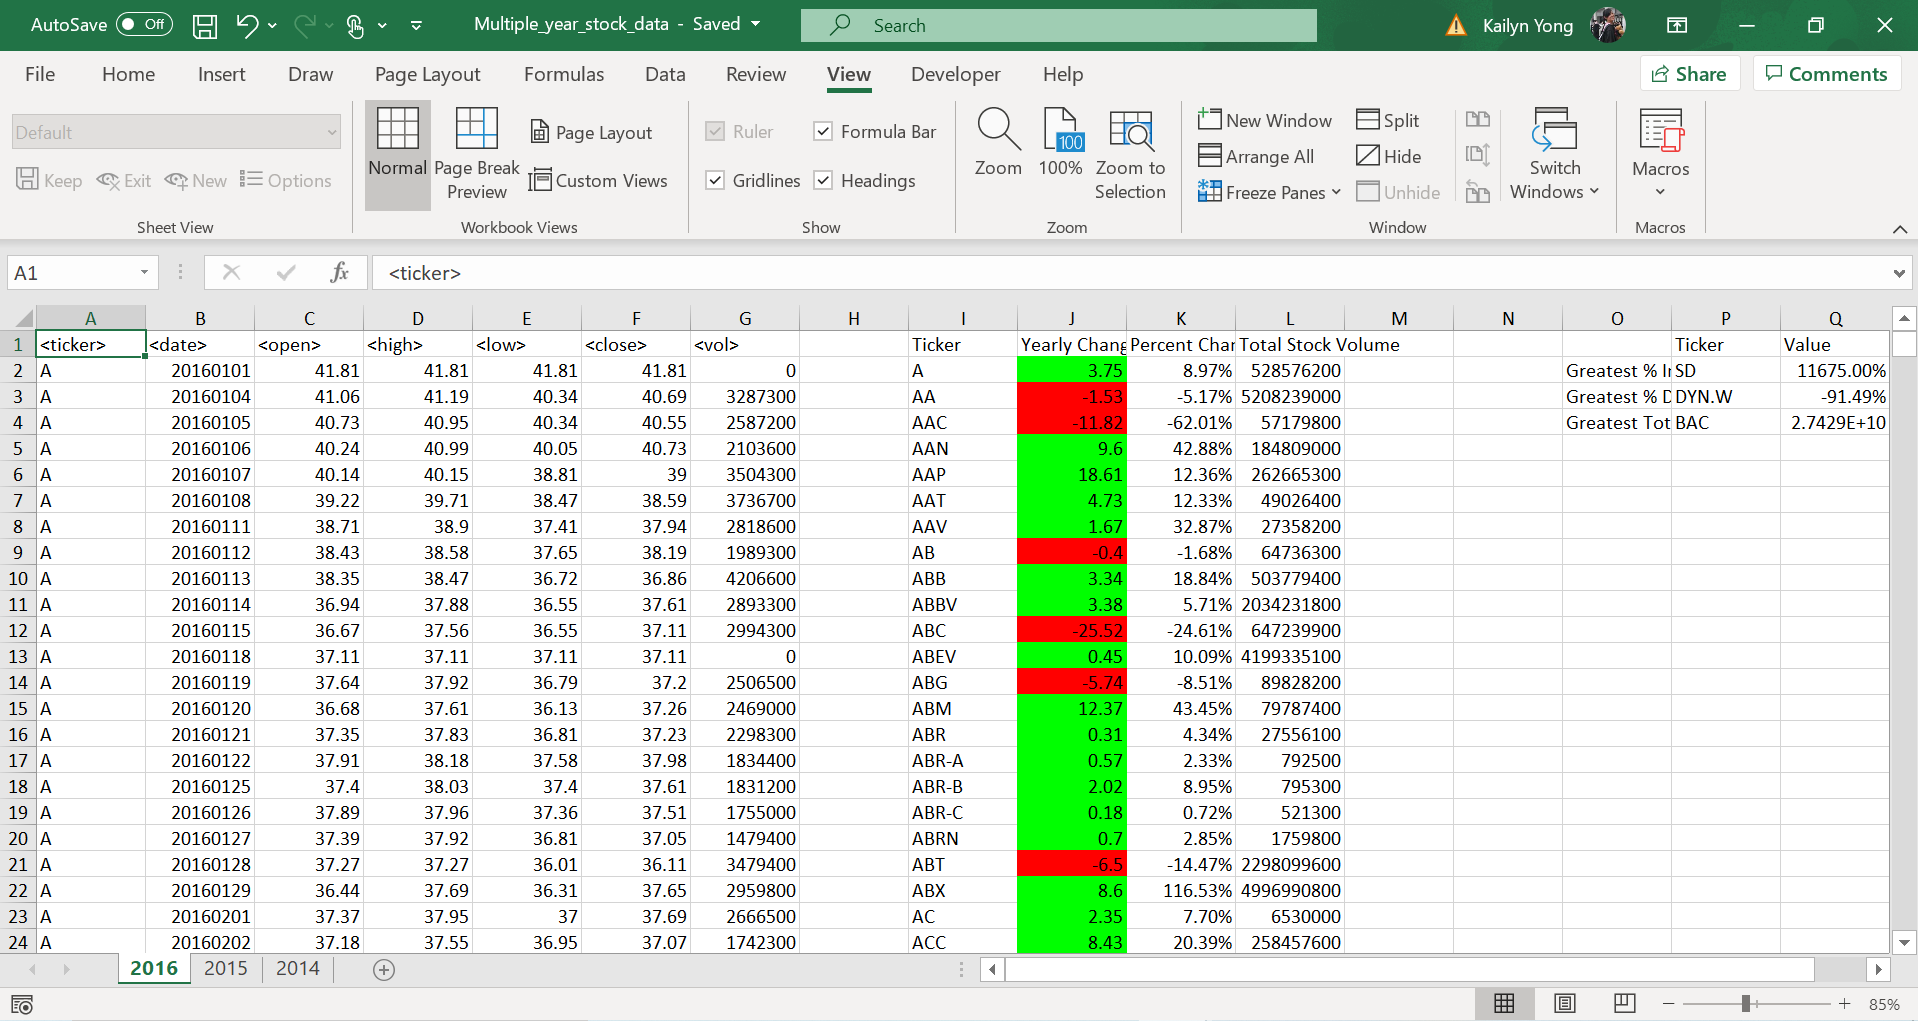 AutoSave Off Multiple_year_stock_data - Saved Search Kailyn Yong
File Home Insert Draw Page Layout Formulas Data Review View Developer Help Share Comments
Default
Keep Exit New Options
Sheet View
Normal
Page Break Preview
Page Layout
Custom Views
Workbook Views
Ruler Formula Bar
Gridlines Headings
Show
Zoom
100
100%
Zoom to Selection
Zoom
New Window Split
Arrange All Hide
Freeze Panes Unhide
Switch Windows
Window
Macros
Macros
A1 fx <ticker>
A B C D E F G H I J K L M N O P Q
1 <ticker> <date> <open> <high> <low> <close> <vol> Ticker Yearly Chang Percent Char Total Stock Volume Ticker Value
2 A 20160101 41.81 41.81 41.81 41.81 0 A 3.75 8.97% 528576200 Greatest % In SD 11675.00%
3 A 20160104 41.06 41.19 40.34 40.69 3287300 AA -1.53 -5.17% 5208239000 Greatest % D DYN.W -91.49%
4 A 20160105 40.73 40.95 40.34 40.55 2587200 AAC -11.82 -62.01% 57179800 Greatest Tot BAC 2.7429E+10
5 A 20160106 40.24 40.99 40.05 40.73 2103600 AAN 9.6 42.88% 184809000
6 A 20160107 40.14 40.15 38.81 39 3504300 AAP 18.61 12.36% 262665300
7 A 20160108 39.22 39.71 38.47 38.59 3736700 AAT 4.73 12.33% 49026400
8 A 20160111 38.71 38.9 37.41 37.94 2818600 AAV 1.67 32.87% 27358200
9 A 20160112 38.43 38.58 37.65 38.19 1989300 AB -0.4 -1.68% 64736300
10 A 20160113 38.35 38.47 36.72 36.86 4206600 ABB 3.34 18.84% 503779400
11 A 20160114 36.94 37.88 36.55 37.61 2893300 ABBV 3.38 5.71% 2034231800
12 A 20160115 36.67 37.56 36.55 37.11 2994300 ABC -25.52 -24.61% 647239900
13 A 20160118 37.11 37.11 37.11 37.11 0 ABEV 0.45 10.09% 4199335100
14 A 20160119 37.64 37.92 36.79 37.2 2506500 ABG -5.74 -8.51% 89828200
15 A 20160120 36.68 37.61 36.13 37.26 2469000 ABM 12.37 43.45% 79787400
16 A 20160121 37.35 37.83 36.81 37.23 2298300 ABR 0.31 4.34% 27556100
17 A 20160122 37.91 38.18 37.58 37.98 1834400 ABR-A 0.57 2.33% 792500
18 A 20160125 37.4 38.03 37.4 37.61 1831200 ABR-B 2.02 8.95% 795300
19 A 20160126 37.89 37.96 37.36 37.51 1755000 ABR-C 0.18 0.72% 521300
20 A 20160127 37.39 37.92 36.81 37.05 1479400 ABRN 0.7 2.85% 1759800
21 A 20160128 37.27 37.27 36.01 36.11 3479400 ABT -6.5 -14.47% 2298099600
22 A 20160129 36.44 37.69 36.31 37.65 2959800 ABX 8.6 116.53% 4996990800
23 A 20160201 37.37 37.95 37 37.69 2666500 AC 2.35 7.70% 6530000
24 A 20160202 37.18 37.55 36.95 37.07 1742300 ACC 8.43 20.39% 258457600
2016 2015 2014
85%